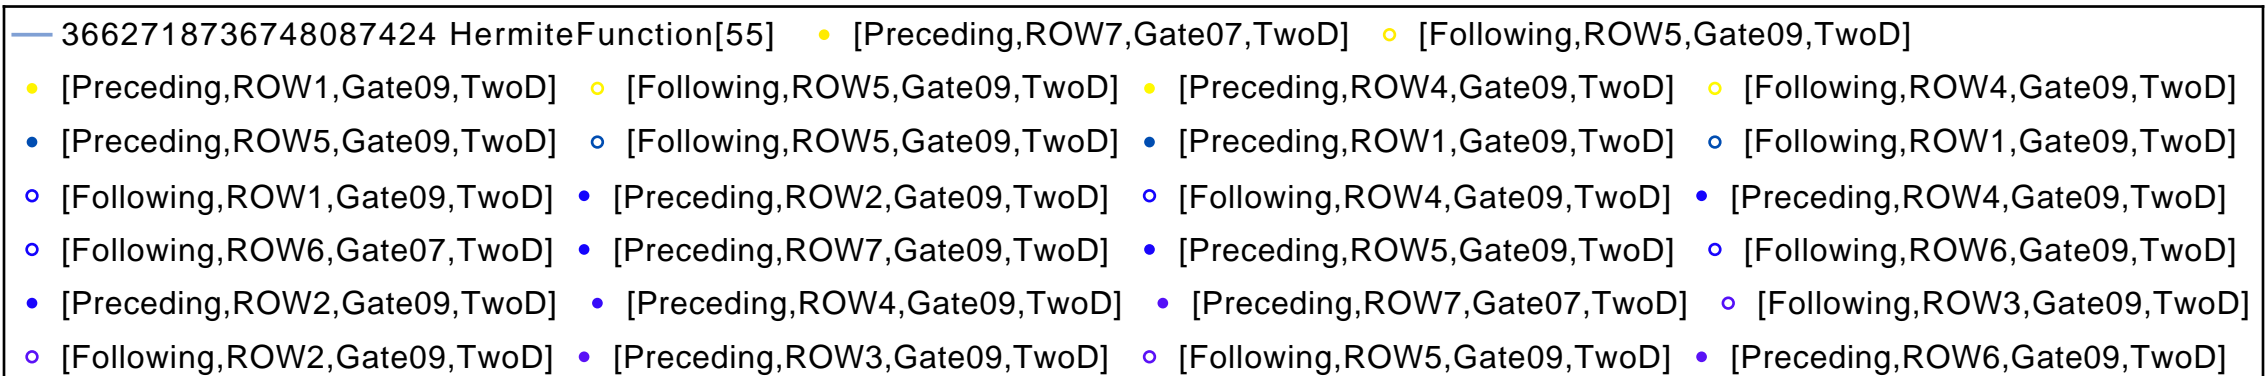 3662718736748087424 HermiteFunction[55] [Preceding,ROW7,Gate07,TwoD] [Following,ROW5,Gate09,TwoD]
[Preceding,ROW1,Gate09,TwoD] [Following,ROW5,Gate09,TwoD] [Preceding,ROW4,Gate09,TwoD] [Following,ROW4,Gate09,TwoD]
[Preceding,ROW5,Gate09,TwoD] [Following,ROW5,Gate09,TwoD] [Preceding,ROW1,Gate09,TwoD] [Following,ROW1,Gate09,TwoD]
[Following,ROW1,Gate09,TwoD] [Preceding,ROW2,Gate09,TwoD] [Following,ROW4,Gate09,TwoD] [Preceding,ROW4,Gate09,TwoD]
[Following,ROW6,Gate07,TwoD] [Preceding,ROW7,Gate09,TwoD] [Preceding,ROW5,Gate09,TwoD] [Following,ROW6,Gate09,TwoD]
[Preceding,ROW2,Gate09,TwoD] [Preceding,ROW4,Gate09,TwoD] [Preceding,ROW7,Gate07,TwoD] [Following,ROW3,Gate09,TwoD]
[Following,ROW2,Gate09,TwoD] [Preceding,ROW3,Gate09,TwoD] [Following,ROW5,Gate09,TwoD] [Preceding,ROW6,Gate09,TwoD]